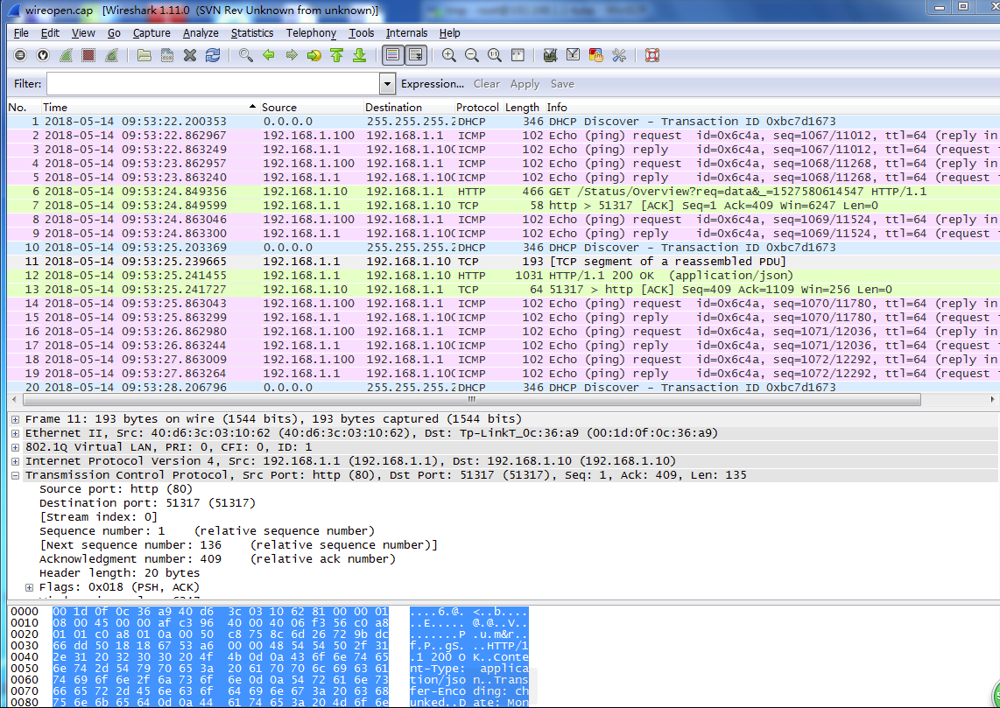 wireopen.cap [Wireshark 1.11.0 (SVN Rev Unknown from unknown)]
File Edit View Go Capture Analyze Statistics Telephony Tools Internals Help
Filter: Expression... Clear Apply Save
No. Time Source Destination Protocol Length Info
1 2018-05-14 09:53:22.200353 0.0.0.0 255.255.255.2 DHCP 346 DHCP Discover - Transaction ID 0xbc7d1673
2 2018-05-14 09:53:22.862967 192.168.1.100 192.168.1.1 ICMP 102 Echo (ping) request id=0x6c4a, seq=1067/11012, ttl=64 (reply in
3 2018-05-14 09:53:22.863249 192.168.1.1 192.168.1.100 ICMP 102 Echo (ping) reply id=0x6c4a, seq=1067/11012, ttl=64 (request
4 2018-05-14 09:53:23.862957 192.168.1.100 192.168.1.1 ICMP 102 Echo (ping) request id=0x6c4a, seq=1068/11268, ttl=64 (reply in
5 2018-05-14 09:53:23.863240 192.168.1.1 192.168.1.100 ICMP 102 Echo (ping) reply id=0x6c4a, seq=1068/11268, ttl=64 (request
6 2018-05-14 09:53:24.849356 192.168.1.10 192.168.1.1 HTTP 466 GET /Status/Overview?req=data&_=1527580614547 HTTP/1.1
7 2018-05-14 09:53:24.849599 192.168.1.1 192.168.1.10 TCP 58 http > 51317 [ACK] Seq=1 Ack=409 Win=6247 Len=0
8 2018-05-14 09:53:24.863046 192.168.1.100 192.168.1.1 ICMP 102 Echo (ping) request id=0x6c4a, seq=1069/11524, ttl=64 (reply in
9 2018-05-14 09:53:24.863300 192.168.1.1 192.168.1.100 ICMP 102 Echo (ping) reply id=0x6c4a, seq=1069/11524, ttl=64 (request
10 2018-05-14 09:53:25.203369 0.0.0.0 255.255.255.2 DHCP 346 DHCP Discover - Transaction ID 0xbc7d1673
11 2018-05-14 09:53:25.239665 192.168.1.1 192.168.1.10 TCP 193 [TCP segment of a reassembled PDU]
12 2018-05-14 09:53:25.241455 192.168.1.1 192.168.1.10 HTTP 1031 HTTP/1.1 200 OK (application/json)
13 2018-05-14 09:53:25.241727 192.168.1.10 192.168.1.1 TCP 64 51317 > http [ACK] Seq=409 Ack=1109 Win=256 Len=0
14 2018-05-14 09:53:25.863043 192.168.1.100 192.168.1.1 ICMP 102 Echo (ping) request id=0x6c4a, seq=1070/11780, ttl=64 (reply in
15 2018-05-14 09:53:25.863299 192.168.1.1 192.168.1.100 ICMP 102 Echo (ping) reply id=0x6c4a, seq=1070/11780, ttl=64 (request
16 2018-05-14 09:53:26.862980 192.168.1.100 192.168.1.1 ICMP 102 Echo (ping) request id=0x6c4a, seq=1071/12036, ttl=64 (reply in
17 2018-05-14 09:53:26.863244 192.168.1.1 192.168.1.100 ICMP 102 Echo (ping) reply id=0x6c4a, seq=1071/12036, ttl=64 (request
18 2018-05-14 09:53:27.863009 192.168.1.100 192.168.1.1 ICMP 102 Echo (ping) request id=0x6c4a, seq=1072/12292, ttl=64 (reply in
19 2018-05-14 09:53:27.863264 192.168.1.1 192.168.1.100 ICMP 102 Echo (ping) reply id=0x6c4a, seq=1072/12292, ttl=64 (request
20 2018-05-14 09:53:28.206796 0.0.0.0 255.255.255.2 DHCP 346 DHCP Discover - Transaction ID 0xbc7d1673
Frame 11: 193 bytes on wire (1544 bits), 193 bytes captured (1544 bits)
Ethernet II, Src: 40:d6:3c:03:10:62 (40:d6:3c:03:10:62), Dst: Tp-LinkT_0c:36:a9 (00:1d:0f:0c:36:a9)
802.1Q Virtual LAN, PRI: 0, CFI: 0, ID: 1
Internet Protocol Version 4, Src: 192.168.1.1 (192.168.1.1), Dst: 192.168.1.10 (192.168.1.10)
Transmission Control Protocol, Src Port: http (80), Dst Port: 51317 (51317), Seq: 1, Ack: 409, Len: 135
Source port: http (80)
Destination port: 51317 (51317)
[Stream index: 0]
Sequence number: 1 (relative sequence number)
[Next sequence number: 136 (relative sequence number)]
Acknowledgment number: 409 (relative ack number)
Header length: 20 bytes
Flags: 0x018 (PSH, ACK)
0000 00 1d 0f 0c 36 a9 40 d6 3c 03 10 62 81 00 00 01 ....6.@. <..b....
0010 08 00 45 00 00 af c3 96 40 00 40 06 f3 56 c0 a8 ..E..... @.@..V..
0020 01 01 c0 a8 01 0a 00 50 c8 75 8c 6d 26 72 9b dc .......P .u.m&r..
0030 66 dd 50 18 18 67 53 a6 00 00 48 54 54 50 2f 31 f.P..gS. ..HTTP/1
0040 2e 31 20 32 30 30 20 4f 4b 0d 0a 43 6f 6e 74 65 .1 200 O K..Conte
0050 6e 74 2d 54 79 70 65 3a 20 61 70 70 6c 69 63 61 nt-Type: applica
0060 74 69 6f 6e 2f 6a 73 6f 6e 0d 0a 54 72 61 6e 73 tion/jso n..Trans
0070 66 65 72 2d 45 6e 63 6f 64 69 6e 67 3a 20 63 68 fer-Enco ding: ch
0080 75 6e 6b 65 64 0d 0a 44 61 74 65 3a 20 4d 6f 6e unked..D ate: Mon